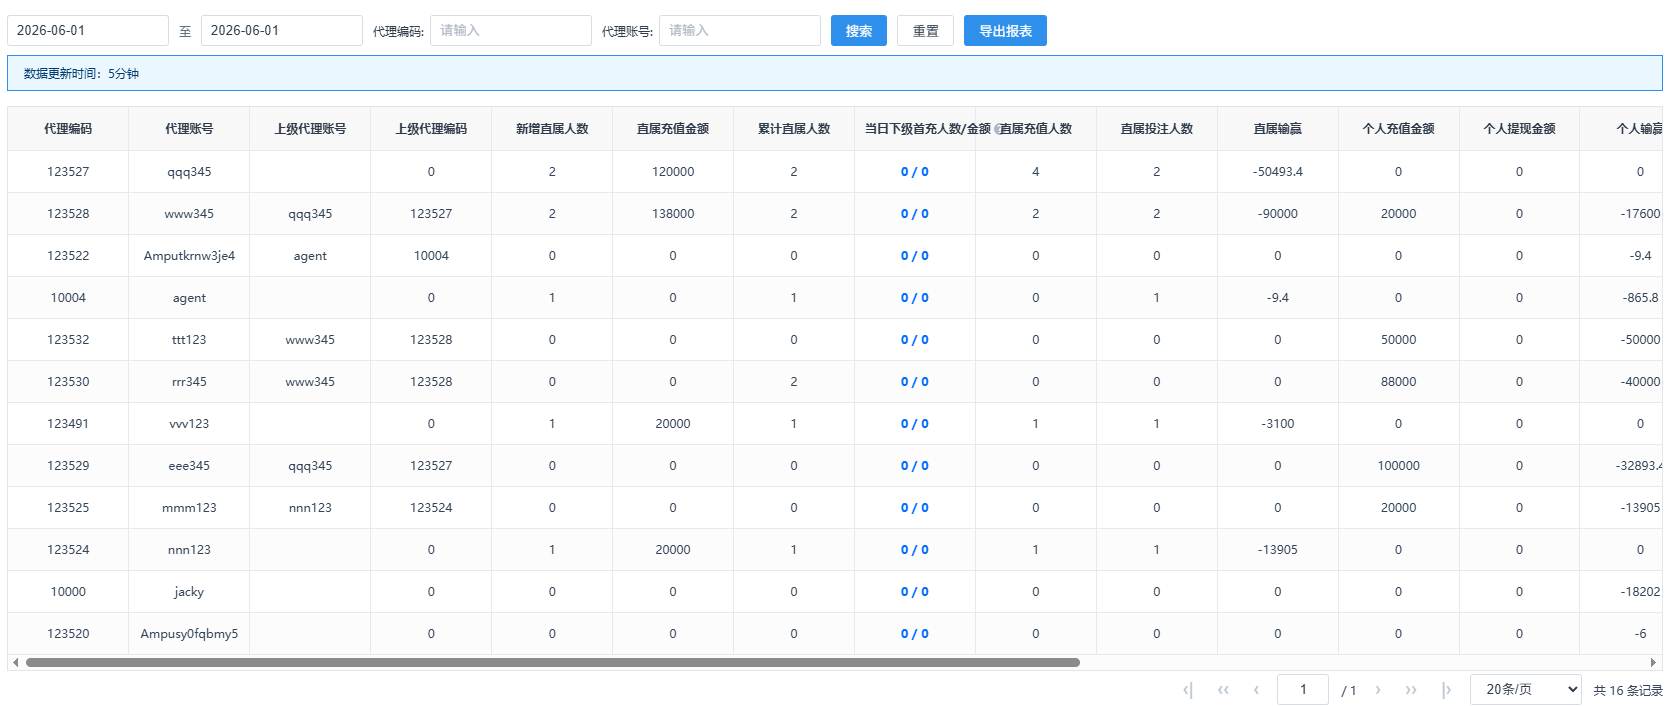 2026-06-01 至 2026-06-01 代理编码: 请输入 代理账号: 请输入 搜索 重置 导出报表
数据更新时间：5分钟
代理编码 代理账号 上级代理账号 上级代理编码 新增直属人数 直属充值金额 累计直属人数 当日下级首充人数/金额 直属充值人数 直属投注人数 直属输赢 个人充值金额 个人提现金额 个人输赢
123527 qqq345 0 2 120000 2 0 / 0 4 2 -50493.4 0 0 0
123528 www345 qqq345 123527 2 138000 2 0 / 0 2 2 -90000 20000 0 -17600
123522 Amputkrnw3je4 agent 10004 0 0 0 0 / 0 0 0 0 0 0 -9.4
10004 agent 0 1 0 1 0 / 0 0 1 -9.4 0 0 -865.8
123532 ttt123 www345 123528 0 0 0 0 / 0 0 0 0 50000 0 -50000
123530 rrr345 www345 123528 0 0 2 0 / 0 0 0 0 88000 0 -40000
123491 vvv123 0 1 20000 1 0 / 0 1 1 -3100 0 0 0
123529 eee345 qqq345 123527 0 0 0 0 / 0 0 0 0 100000 0 -32893.4
123525 mmm123 nnn123 123524 0 0 0 0 / 0 0 0 0 20000 0 -13905
123524 nnn123 0 1 20000 1 0 / 0 1 1 -13905 0 0 0
10000 jacky 0 0 0 0 0 / 0 0 0 0 0 0 -18202
123520 Ampusy0fqbmy5 0 0 0 0 0 / 0 0 0 0 0 0 -6
1 / 1 20条/页 共 16 条记录